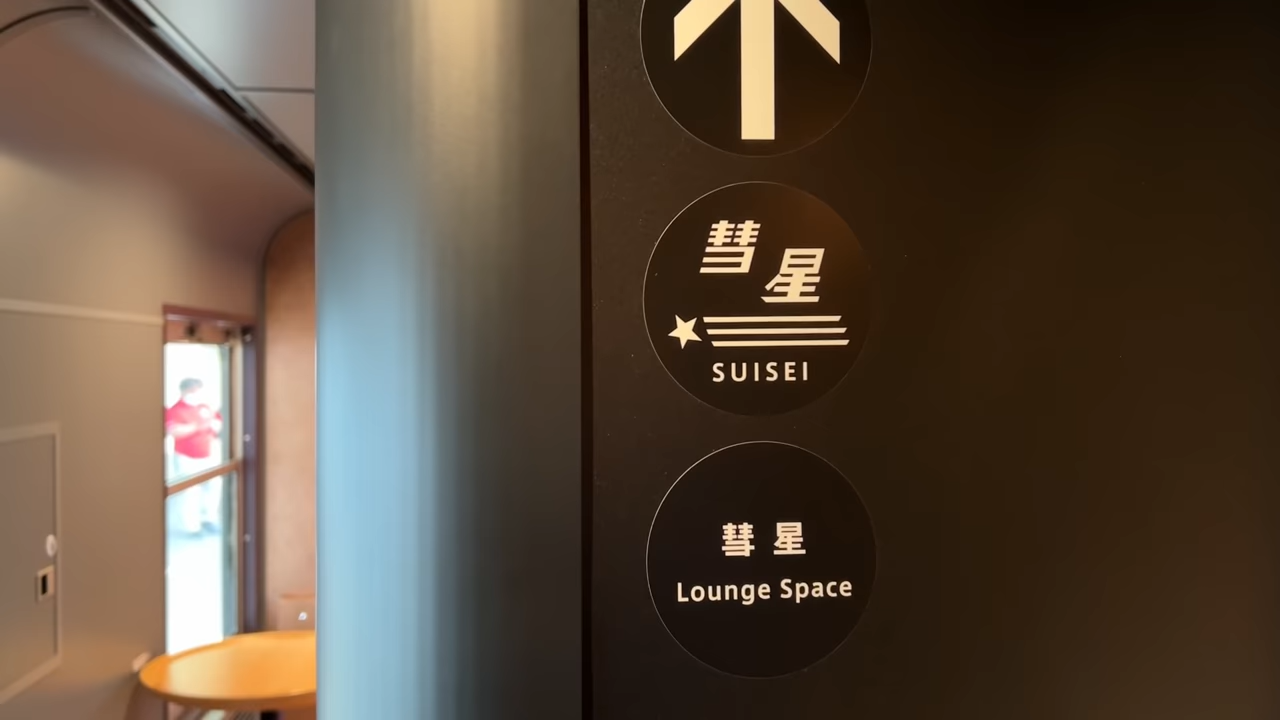 彗星
SUISEI
彗星
Lounge Space